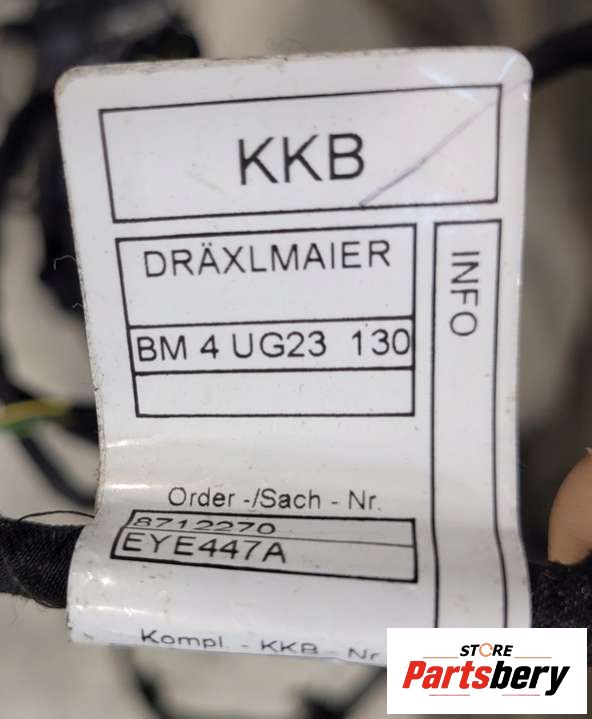 KKB
DRÄXLMAIER
INFO
BM 4 UG23 130
Order -/Sach - Nr.
8712270
EYE447A
Kompl. - KKB - Nr
STORE
Partsbery